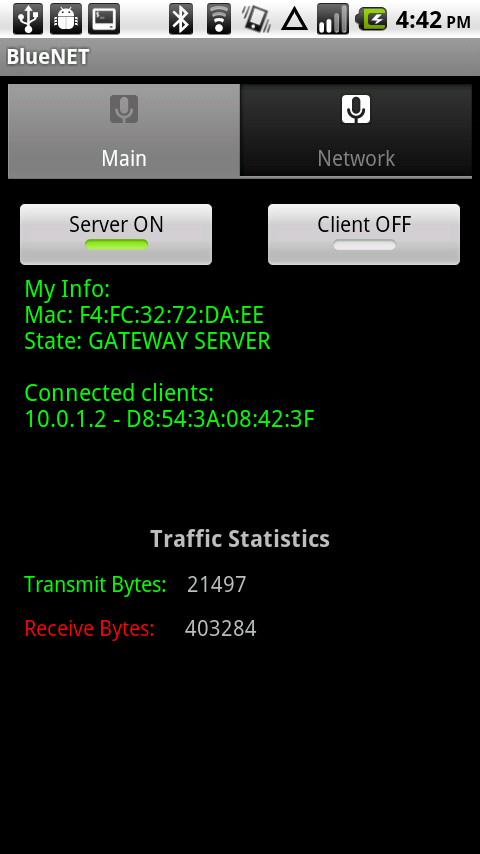 4:42 PM
BlueNET
Main
Network
Server ON
Client OFF
My Info:
Mac: F4:FC:32:72:DA:EE
State: GATEWAY SERVER
Connected clients:
10.0.1.2 - D8:54:3A:08:42:3F
Traffic Statistics
Transmit Bytes: 21497
Receive Bytes: 403284